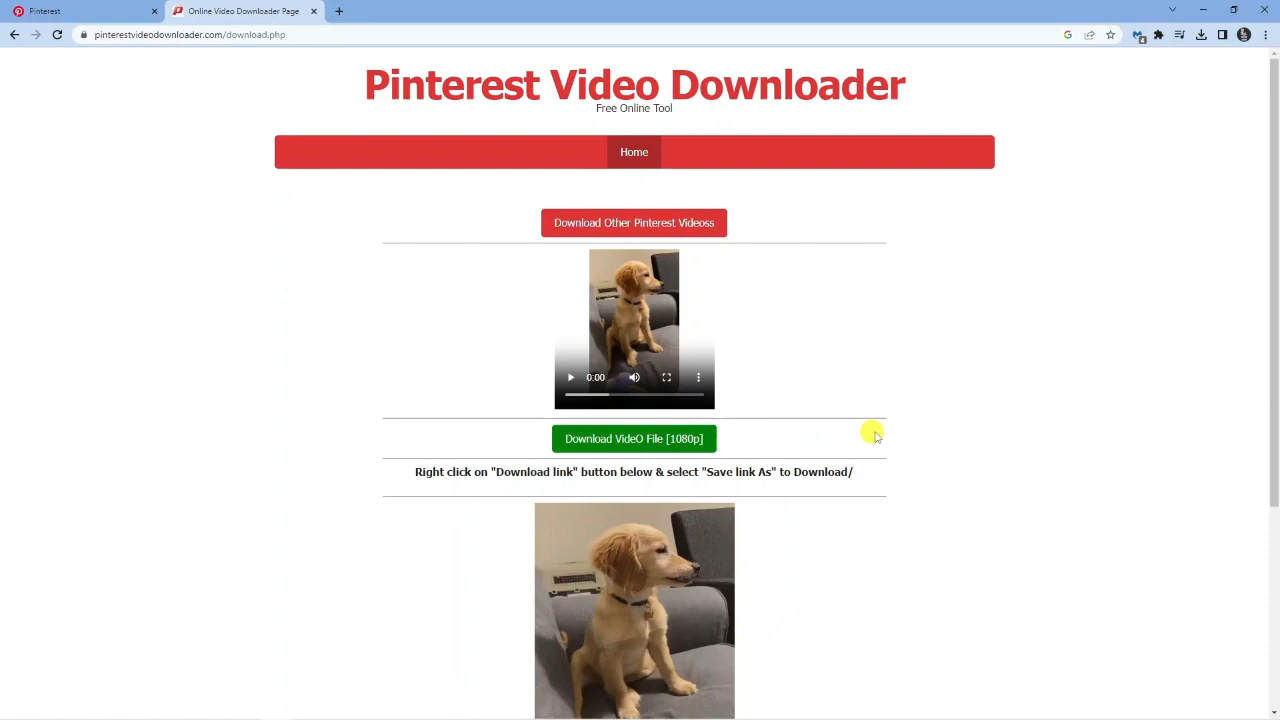 Pinterest
Online Video Downloader Page
pinterestvideodownloader.com/download.php
4
Pinterest Video Downloader
Free Online Tool
Home
Download Other Pinterest Videoss
0:00
Download VideO File [1080p]
Right click on "Download link" button below & select "Save link As" to Download/